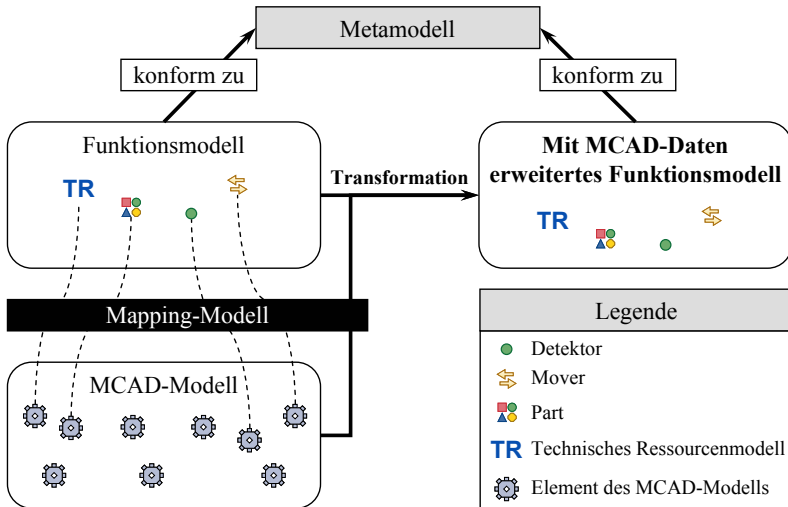 Metamodell
konform zu
konform zu
Funktionsmodell
TR
Transformation
Mit MCAD-Daten
erweitertes Funktionsmodell
TR
Mapping-Modell
MCAD-Modell
Legende
Detektor
Mover
Part
TR Technisches Ressourcenmodell
Element des MCAD-Modells